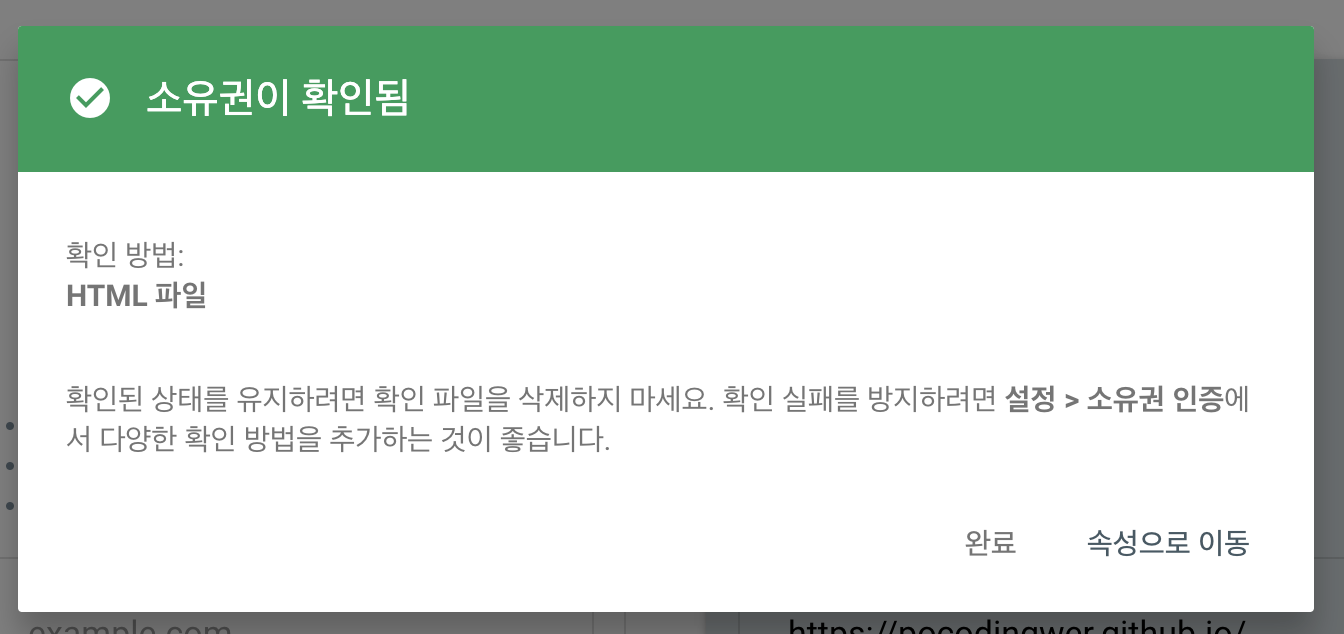 소유권이 확인됨
확인 방법:
HTML 파일
확인된 상태를 유지하려면 확인 파일을 삭제하지 마세요. 확인 실패를 방지하려면 설정 > 소유권 인증에
서 다양한 확인 방법을 추가하는 것이 좋습니다.
완료 속성으로 이동
example.com https://pocodingwer.github.io/